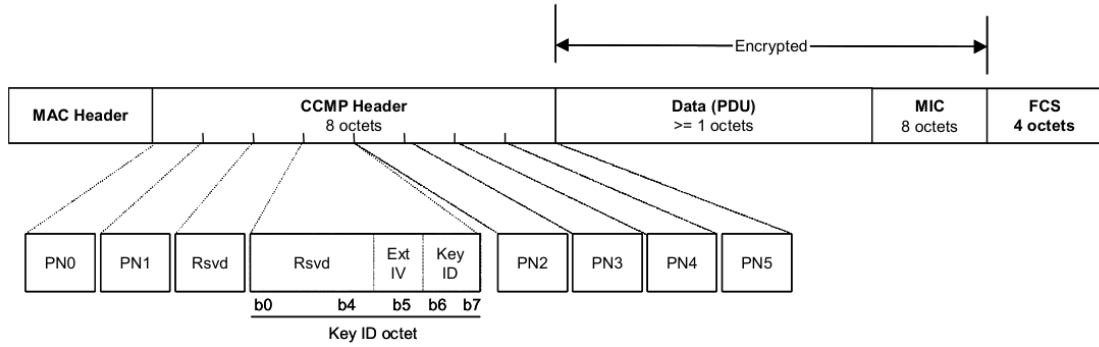 Encrypted
MAC Header
CCMP Header
8 octets
Data (PDU)
>= 1 octets
MIC
8 octets
FCS
4 octets
PN0
PN1
Rsvd
Rsvd
Ext
IV
Key
ID
PN2
PN3
PN4
PN5
b0 b4 b5 b6 b7
Key ID octet